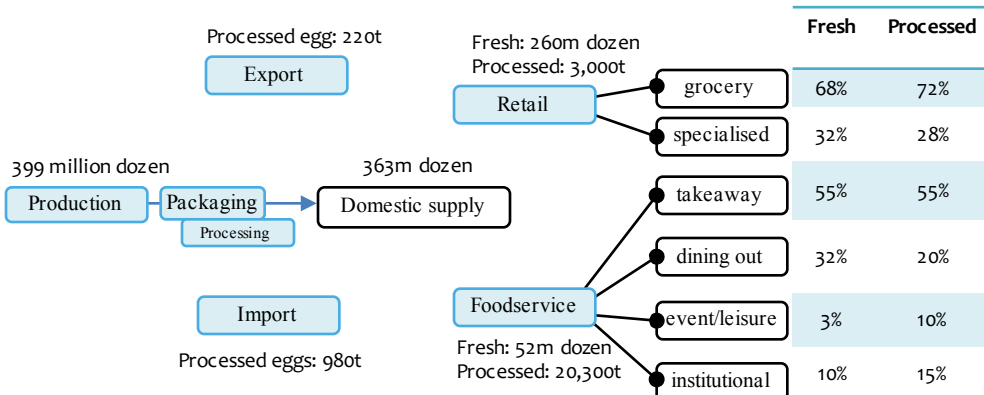 Fresh Processed
Processed egg: 220t
Export
Fresh: 260m dozen
Processed: 3,000t
Retail
grocery 68% 72%
specialised 32% 28%
399 million dozen
Production
Packaging
Processing
363m dozen
Domestic supply
takeaway 55% 55%
dining out 32% 20%
Import
Processed eggs: 980t
Foodservice
Fresh: 52m dozen
Processed: 20,300t
event/leisure 3% 10%
institutional 10% 15%